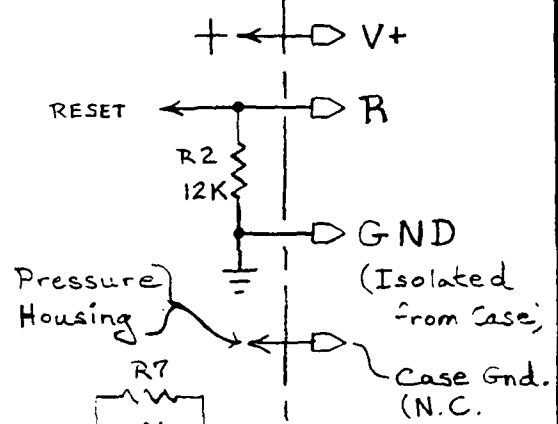 + V+
RESET R
R2
12K
GND
(Isolated
from Case)
Pressure
Housing
R7
Case Gnd.
(N.C.